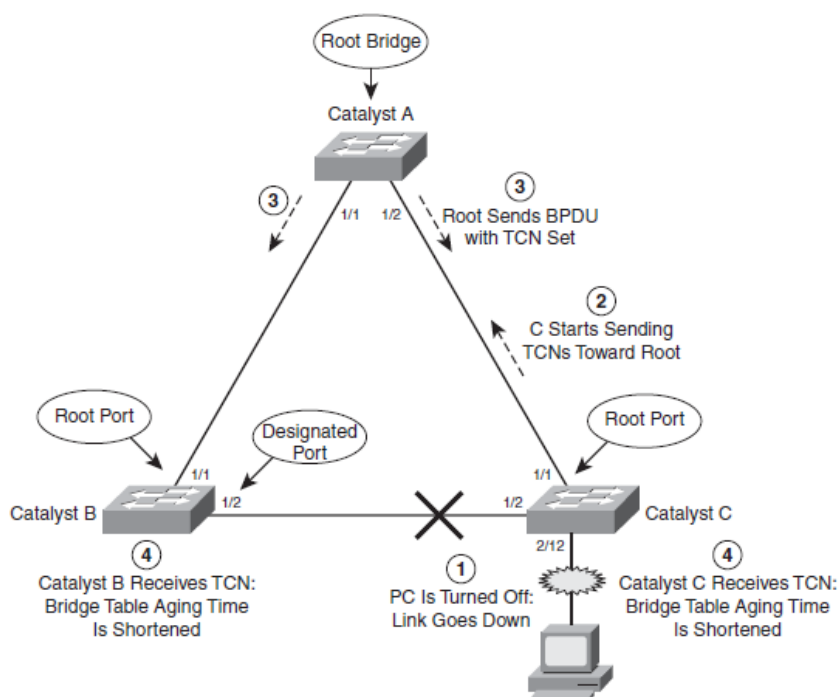 Root Bridge
Catalyst A
3
1/1
1/2
3
Root Sends BPDU
with TCN Set
2
C Starts Sending
TCNs Toward Root
Root Port
Designated
Port
Root Port
1/1
1/2
Catalyst B
1/1
1/2
Catalyst C
2/12
4
Catalyst B Receives TCN:
Bridge Table Aging Time
Is Shortened
1
PC Is Turned Off:
Link Goes Down
4
Catalyst C Receives TCN:
Bridge Table Aging Time
Is Shortened